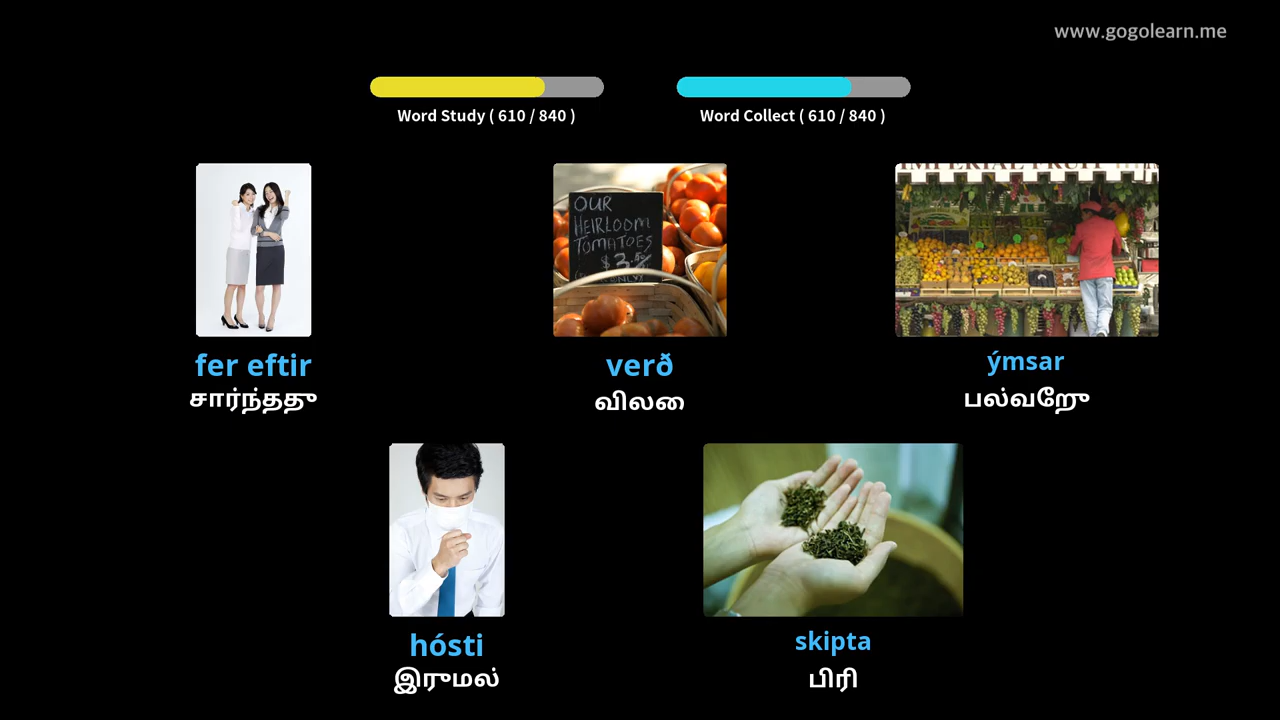 www.gogolearn.me
Word Study ( 610 / 840 )
Word Collect ( 610 / 840 )
OUR
HEIRLOOM
TOMATOES
fer eftir
சார்ந்தது
verð
விலை
ýmsar
பல்வேறு
hósti
இருமல்
skipta
பிரி